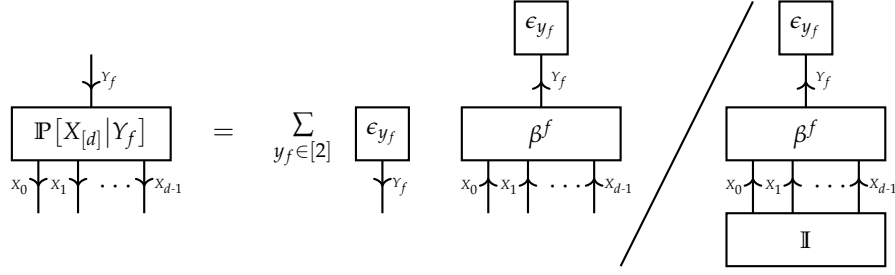 ϵ_{y_f} ϵ_{y_f}
Y_f Y_f Y_f
ℙ[X_{[d]}|Y_f] = ∑_{y_f∈[2]} ϵ_{y_f} β^f β^f
X_0 X_1 ··· X_{d-1} Y_f X_0 X_1 ··· X_{d-1} X_0 X_1 ··· X_{d-1}
𝕀